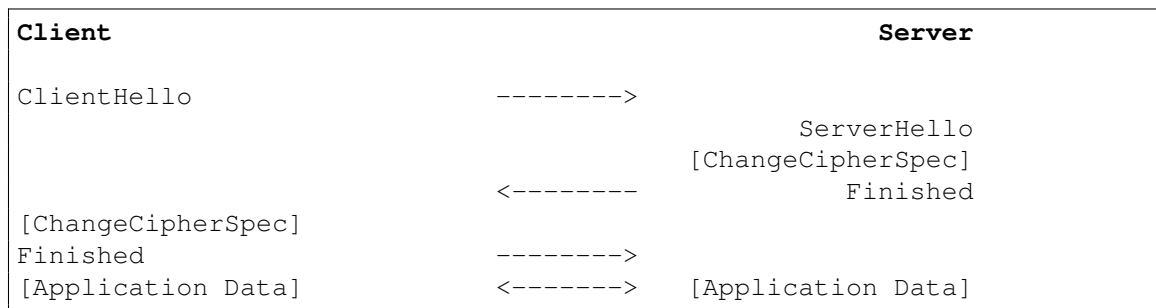 Client                                                Server
ClientHello                  -------->
ServerHello
[ChangeCipherSpec]
<--------             Finished
[ChangeCipherSpec]
Finished                     -------->
[Application Data]           <------->   [Application Data]